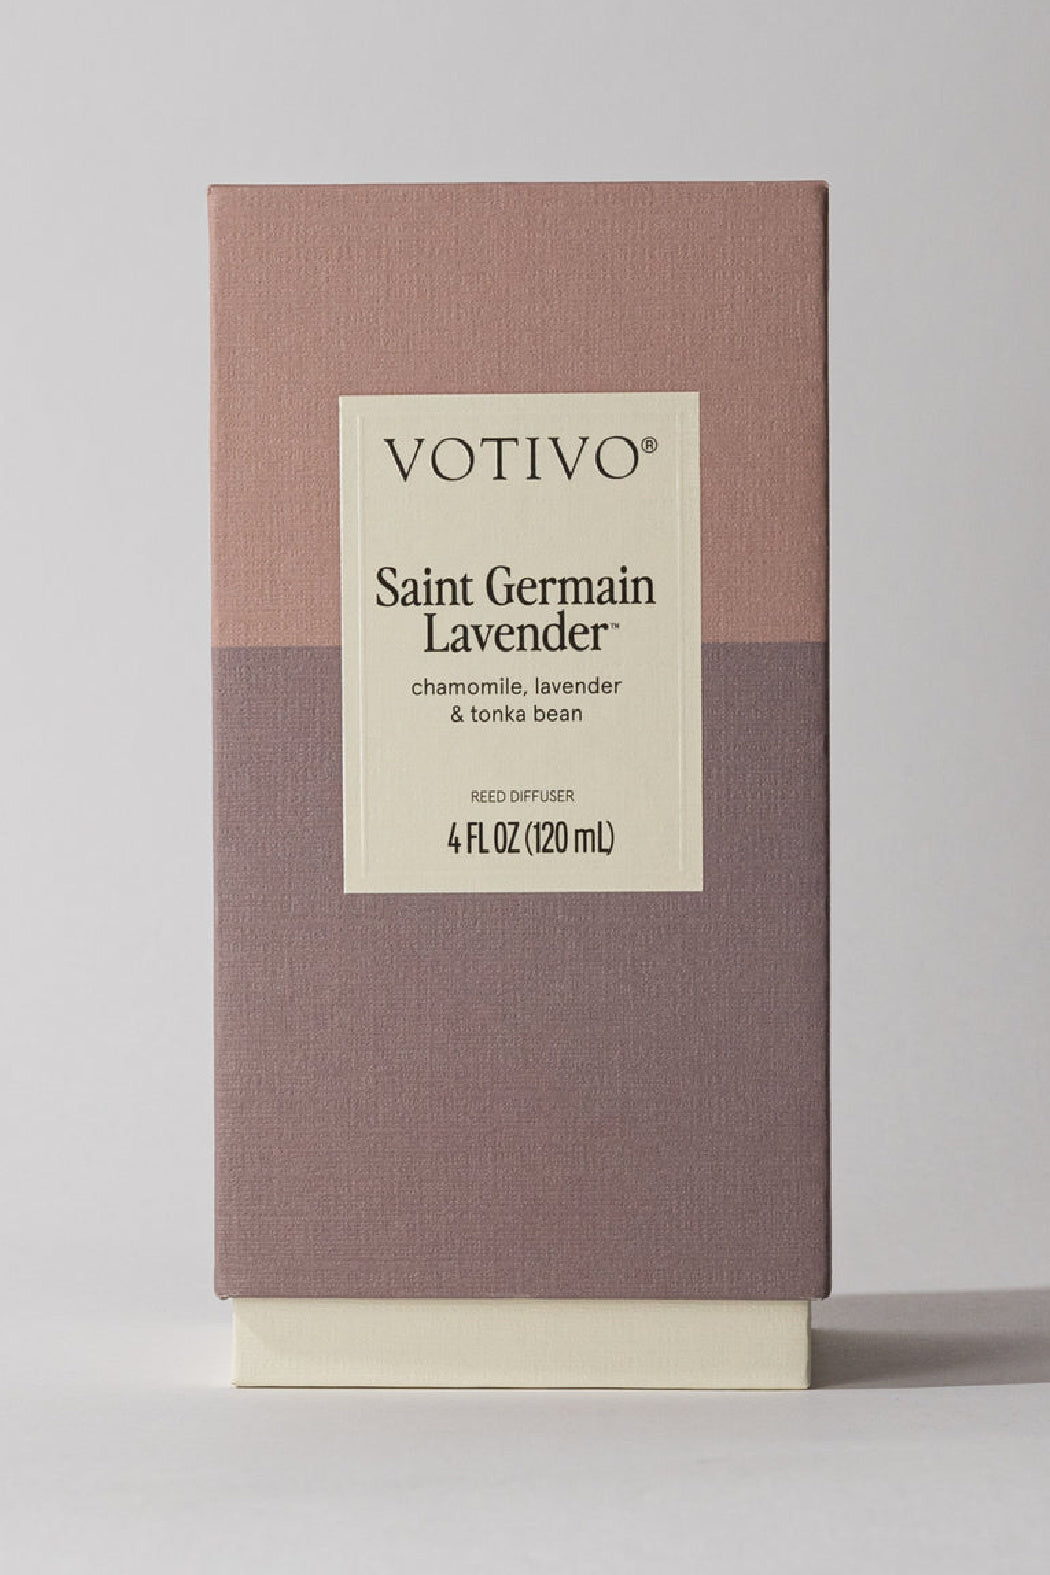 VOTIVO®
Saint Germain
Lavender™
chamomile, lavender
& tonka bean
REED DIFFUSER
4 FL OZ (120 mL)